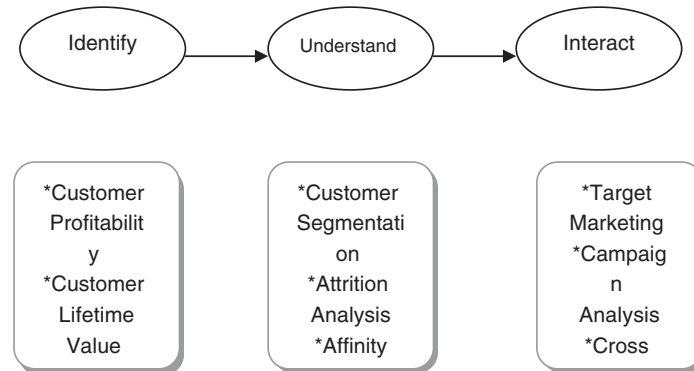 Identify
Understand
Interact
*Customer
Profitabilit
y
*Customer
Lifetime
Value
*Customer
Segmentati
on
*Attrition
Analysis
*Affinity
*Target
Marketing
*Campaig
n
Analysis
*Cross